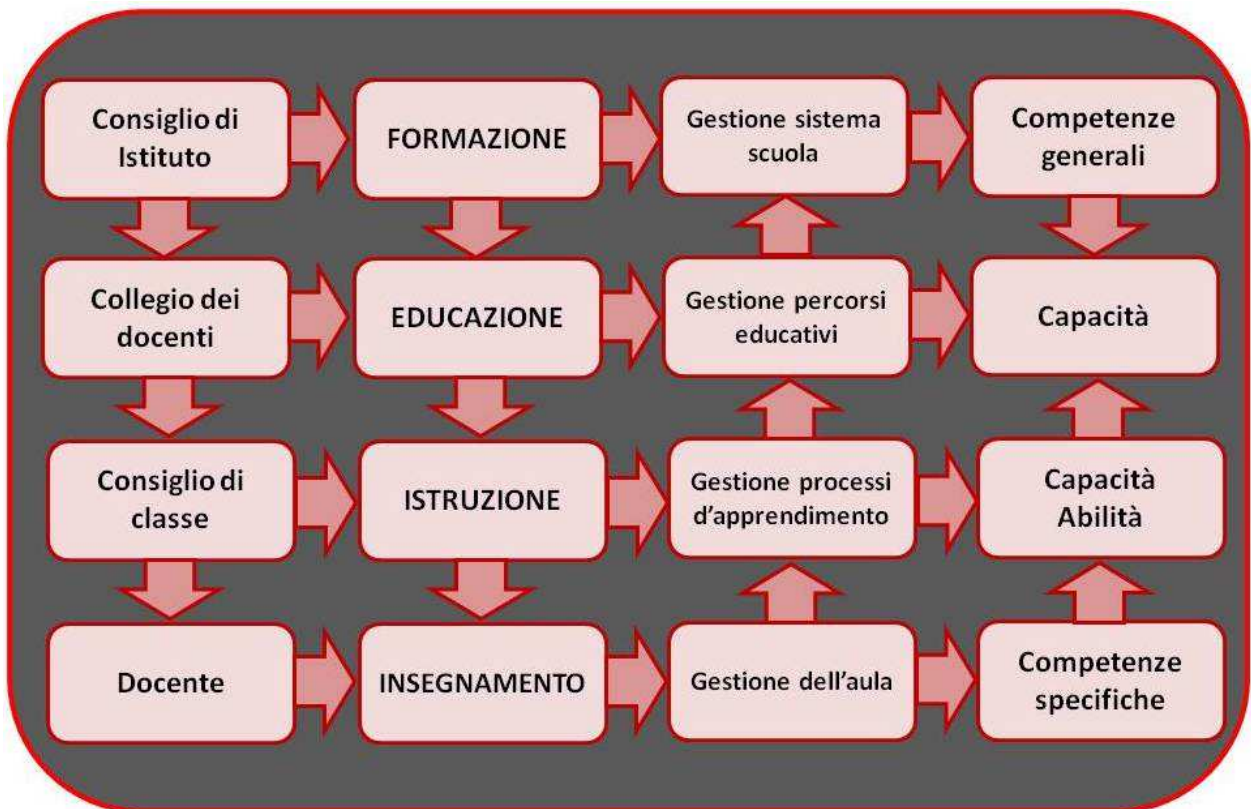 Consiglio di
Istituto
FORMAZIONE
Gestione sistema
scuola
Competenze
generali
Collegio dei
docenti
EDUCAZIONE
Gestione percorsi
educativi
Capacità
Consiglio di
classe
ISTRUZIONE
Gestione processi
d'apprendimento
Capacità
Abilità
Docente
INSEGNAMENTO
Gestione dell'aula
Competenze
specifiche